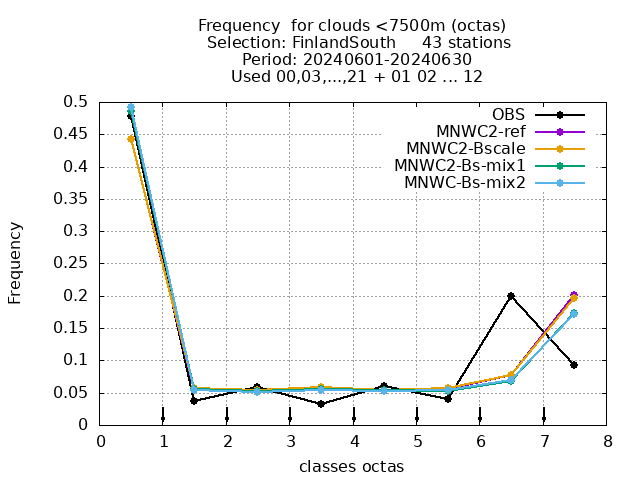 Frequency  for clouds <7500m (octas)
Selection: FinlandSouth     43 stations
Period: 20240601-20240630
Used 00,03,...,21 + 01 02 ... 12
OBS
MNWC2-ref
MNWC2-Bscale
MNWC2-Bs-mix1
MNWC-Bs-mix2
0.5
0.45
0.4
0.35
0.3
0.25
0.2
0.15
0.1
0.05
0
Frequency
0 1 2 3 4 5 6 7 8
classes octas